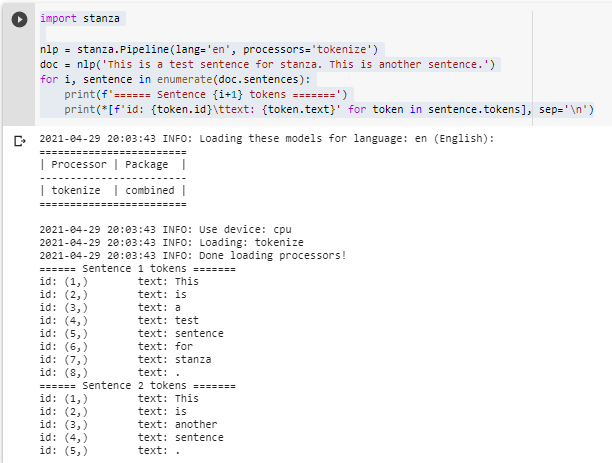 import stanza
nlp = stanza.Pipeline(lang='en', processors='tokenize')
doc = nlp('This is a test sentence for stanza. This is another sentence.')
for i, sentence in enumerate(doc.sentences):
    print(f'====== Sentence {i+1} tokens =======')
    print(*[f'id: {token.id}\ttext: {token.text}' for token in sentence.tokens], sep='\n')
2021-04-29 20:03:43 INFO: Loading these models for language: en (English):
=========================
| Processor | Package  |
-------------------------
| tokenize  | combined |
=========================
2021-04-29 20:03:43 INFO: Use device: cpu
2021-04-29 20:03:43 INFO: Loading: tokenize
2021-04-29 20:03:43 INFO: Done loading processors!
====== Sentence 1 tokens =======
id: (1,)	text: This
id: (2,)	text: is
id: (3,)	text: a
id: (4,)	text: test
id: (5,)	text: sentence
id: (6,)	text: for
id: (7,)	text: stanza
id: (8,)	text: .
====== Sentence 2 tokens =======
id: (1,)	text: This
id: (2,)	text: is
id: (3,)	text: another
id: (4,)	text: sentence
id: (5,)	text: .